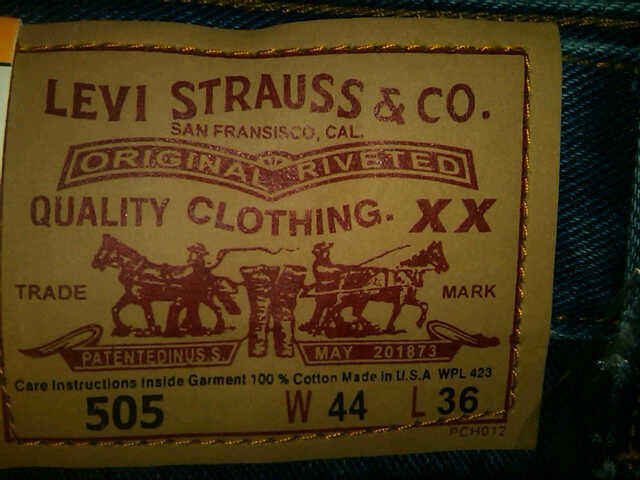 LEVI STRAUSS & CO.
SAN FRANSISCO, CAL.
ORIGINAL RIVETED
QUALITY CLOTHING. XX
TRADE MARK
PATENTEDINUS S. MAY 201873
Care Instructions Inside Garment 100 % Cotton Made in U.S.A WPL 423
505 W 44 L 36
PCH012